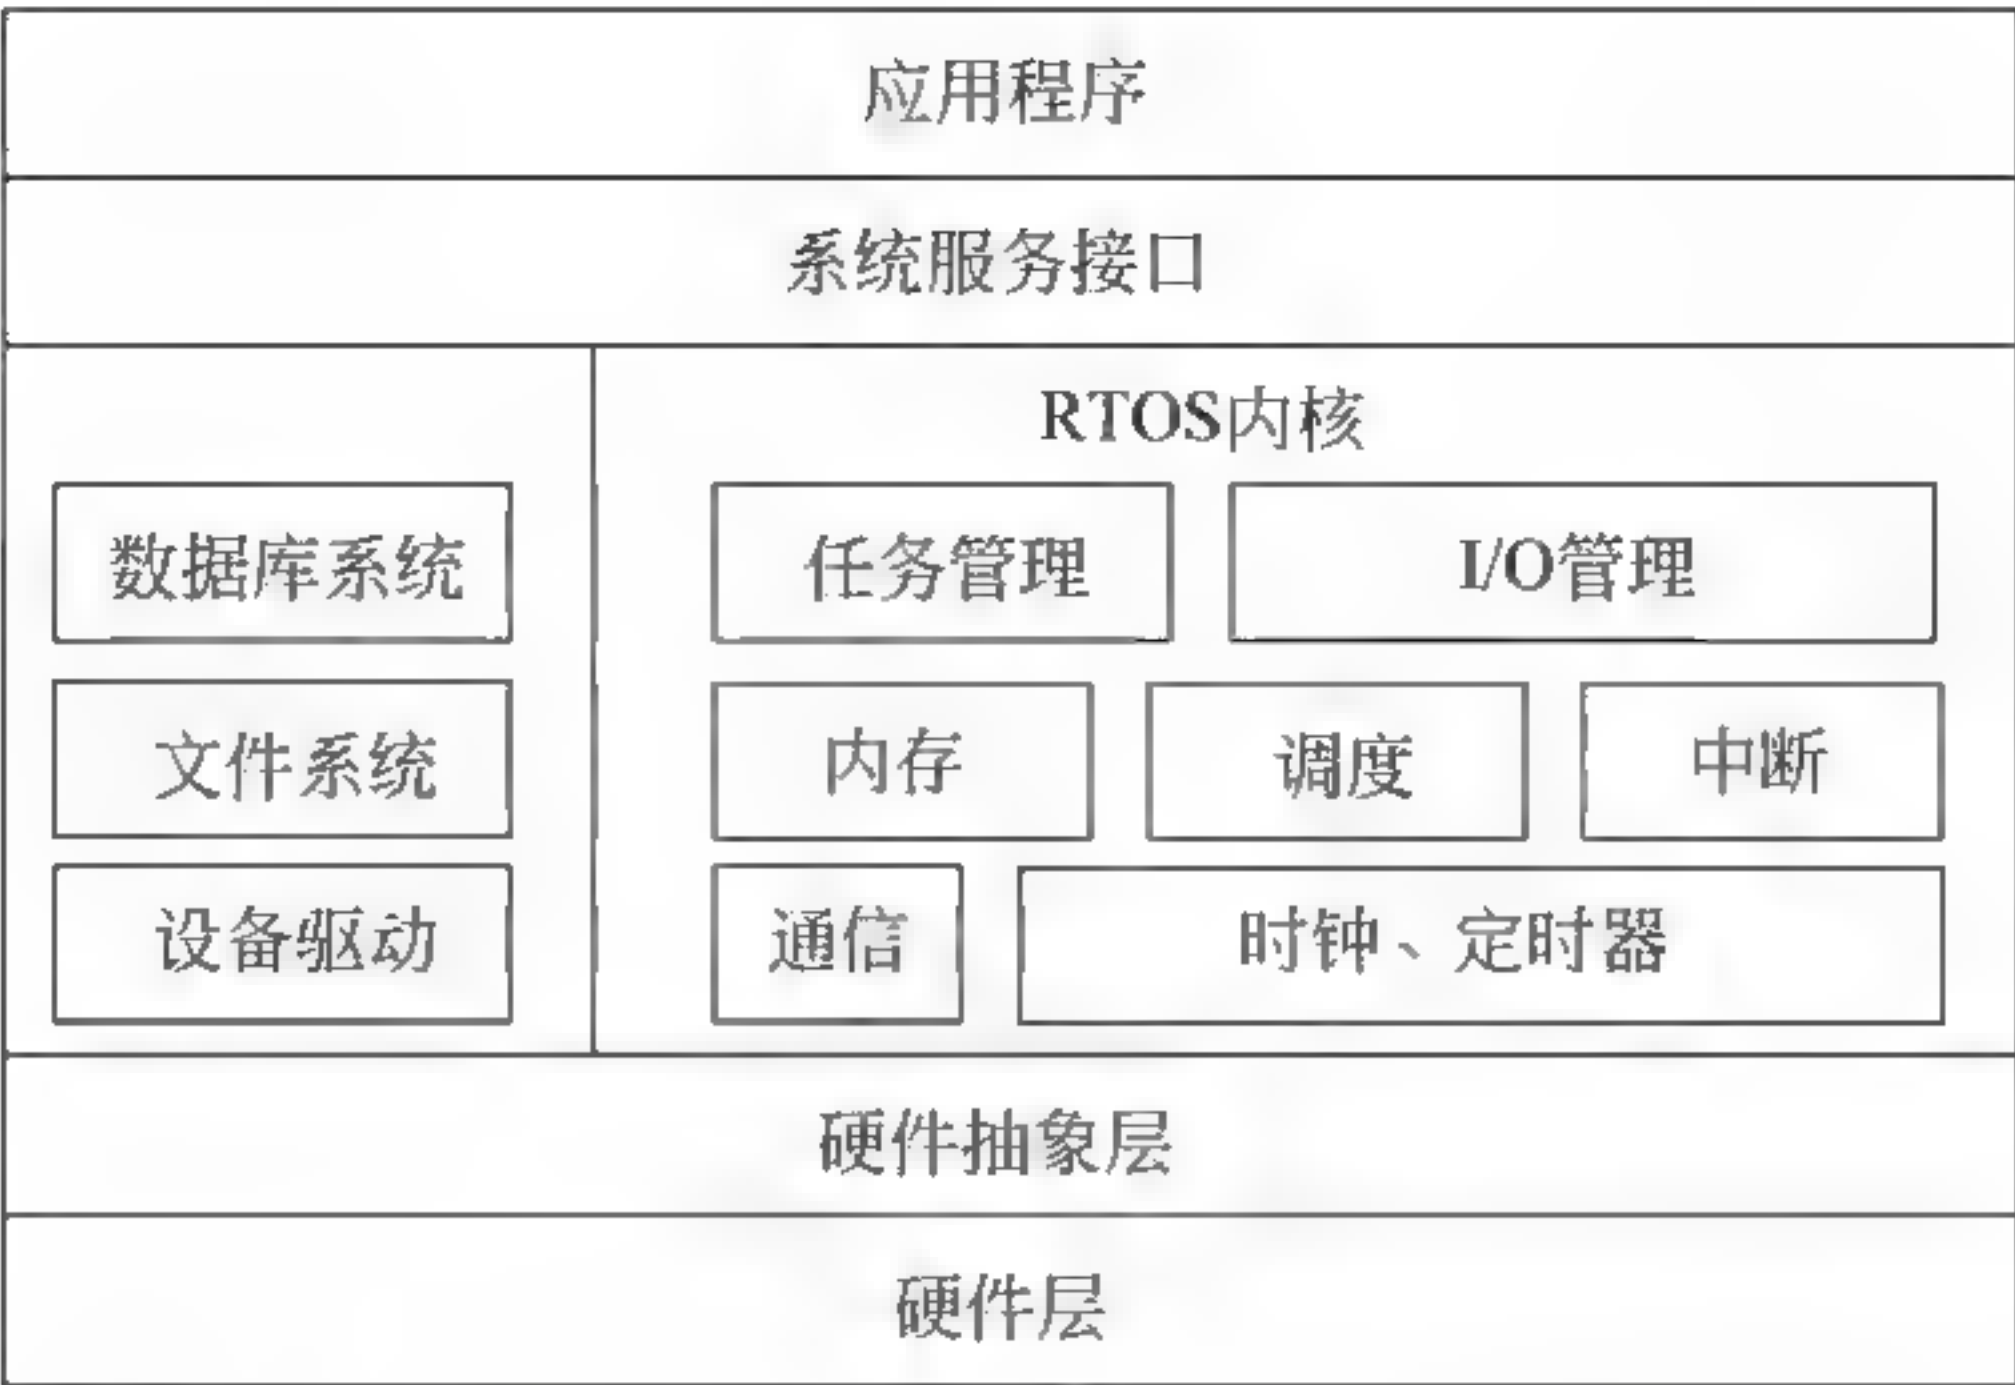 应用程序
系统服务接口
RTOS内核
数据库系统
任务管理
I/O管理
文件系统
内存
调度
中断
设备驱动
通信
时钟、定时器
硬件抽象层
硬件层